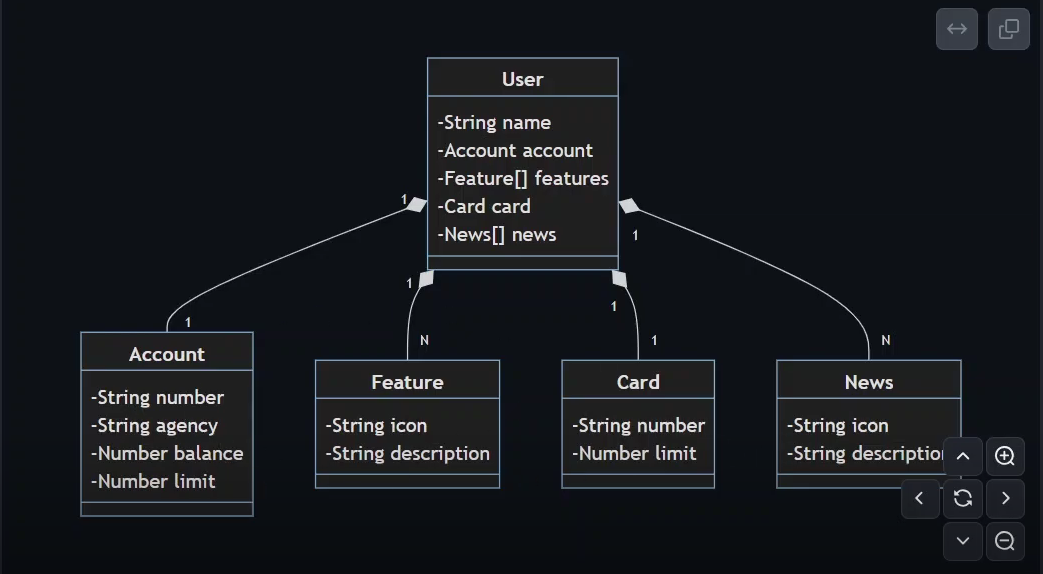 User
-String name
-Account account
-Feature[] features
-Card card
-News[] news
1
1
1
1
1
N
1
N
Account
-String number
-String agency
-Number balance
-Number limit
Feature
-String icon
-String description
Card
-String number
-Number limit
News
-String icon
-String descriptio